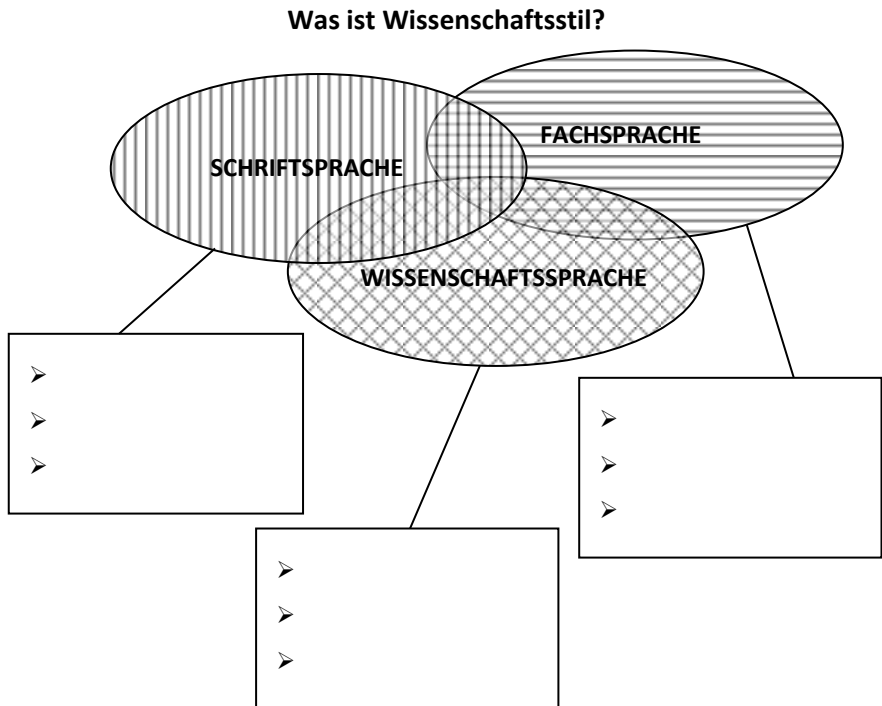 Was ist Wissenschaftsstil?
FACHSPRACHE
SCHRIFTSPRACHE
WISSENSCHAFTSSPRACHE